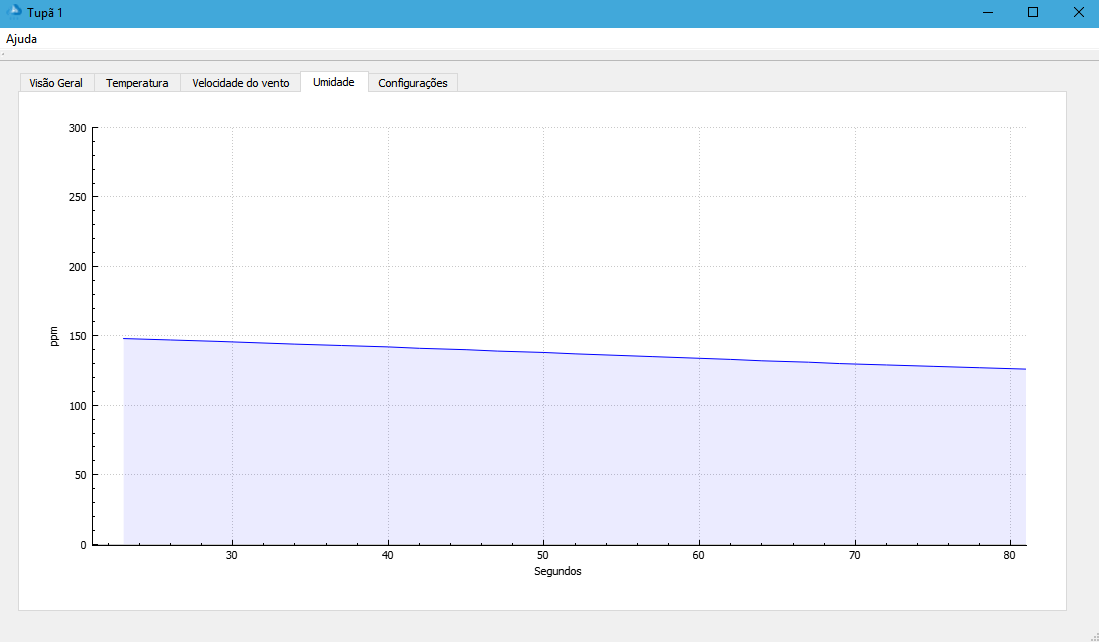 Tupã 1
Ajuda
Visão Geral Temperatura Velocidade do vento Umidade Configurações
300
250
200
150
ppm
100
50
0
30 40 50 60 70 80
Segundos